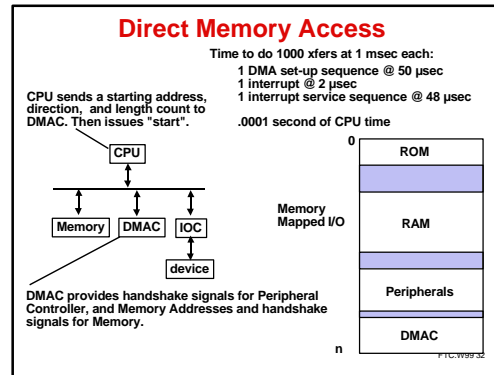 Direct Memory Access
Time to do 1000 xfers at 1 msec each:
1 DMA set-up sequence @ 50 µsec
1 interrupt @ 2 µsec
1 interrupt service sequence @ 48 µsec
.0001 second of CPU time
CPU sends a starting address,
direction, and length count to
DMAC. Then issues "start".
CPU
Memory
DMAC
IOC
device
DMAC provides handshake signals for Peripheral
Controller, and Memory Addresses and handshake
signals for Memory.
Memory
Mapped I/O
0
ROM
RAM
Peripherals
DMAC
n
FTC.W99 32